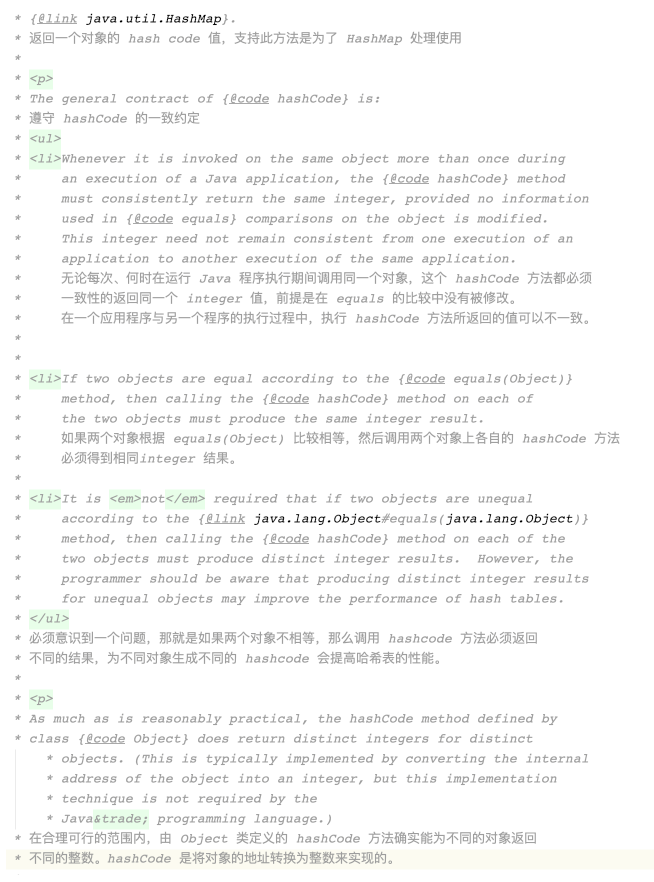 * {@link java.util.HashMap}.
* 返回一个对象的 hash code 值，支持此方法是为了 HashMap 处理使用
*
* <p>
* The general contract of {@code hashCode} is:
* 遵守 hashCode 的一致约定
* <ul>
* <li>Whenever it is invoked on the same object more than once during
*     an execution of a Java application, the {@code hashCode} method
*     must consistently return the same integer, provided no information
*     used in {@code equals} comparisons on the object is modified.
*     This integer need not remain consistent from one execution of an
*     application to another execution of the same application.
*     无论每次、何时在运行 Java 程序执行期间调用同一个对象，这个 hashCode 方法都必须
*     一致性的返回同一个 integer 值，前提是在 equals 的比较中没有被修改。
*     在一个应用程序与另一个程序的执行过程中，执行 hashCode 方法所返回的值可以不一致。
*
*
* <li>If two objects are equal according to the {@code equals(Object)}
*     method, then calling the {@code hashCode} method on each of
*     the two objects must produce the same integer result.
*     如果两个对象根据 equals(Object) 比较相等，然后调用两个对象上各自的 hashCode 方法
*     必须得到相同integer 结果。
*
* <li>It is <em>not</em> required that if two objects are unequal
*     according to the {@link java.lang.Object#equals(java.lang.Object)}
*     method, then calling the {@code hashCode} method on each of the
*     two objects must produce distinct integer results.  However, the
*     programmer should be aware that producing distinct integer results
*     for unequal objects may improve the performance of hash tables.
* </ul>
* 必须意识到一个问题，那就是如果两个对象不相等，那么调用 hashcode 方法必须返回
* 不同的结果，为不同对象生成不同的 hashcode 会提高哈希表的性能。
*
* <p>
* As much as is reasonably practical, the hashCode method defined by
* class {@code Object} does return distinct integers for distinct
    * objects. (This is typically implemented by converting the internal
    * address of the object into an integer, but this implementation
    * technique is not required by the
    * Java&trade; programming language.)
* 在合理可行的范围内，由 Object 类定义的 hashCode 方法确实能为不同的对象返回
* 不同的整数。hashCode 是将对象的地址转换为整数来实现的。